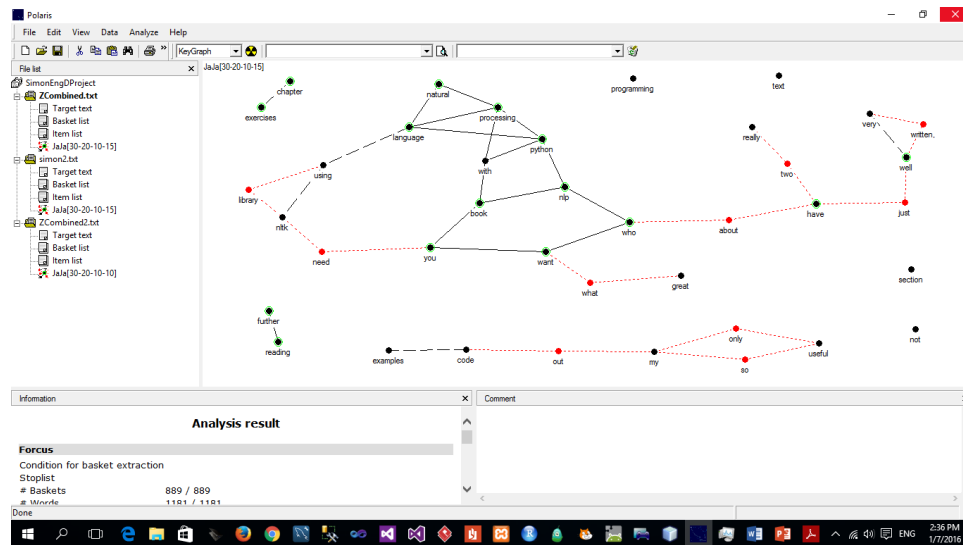 Polaris
File Edit View Data Analyze Help
KeyGraph
File list
JaJa[30-20-10-15]
SimonEngDProject
ZCombined.txt
Target text
Basket list
Item list
JaJa[30-20-10-15]
simon2.txt
Target text
Basket list
Item list
JaJa[30-20-10-15]
ZCombined2.txt
Target text
Basket list
Item list
JaJa[30-20-10-10]
chapter
exercises
natural
processing
language
python
with
using
library
nltk
book
nlp
need
you
want
who
what
great
about
programming
text
really
two
have
very
written,
well
just
section
not
further
reading
examples
code
out
my
only
so
useful
Information
Comment
Analysis result
Forcus
Condition for basket extraction
Stoplist
# Baskets 889 / 889
# Words 1181 / 1181
Done
ENG
2:36 PM
1/7/2016